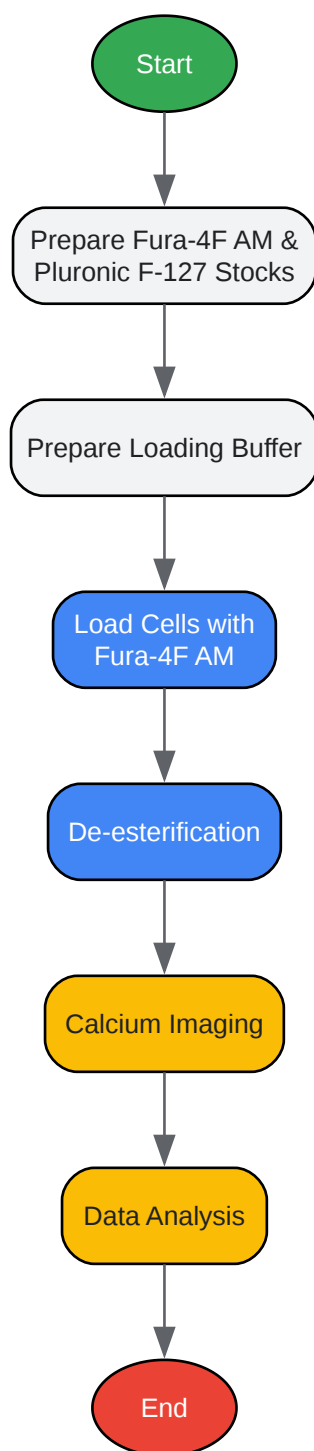 Start
Prepare Fura-4F AM &
Pluronic F-127 Stocks
Prepare Loading Buffer
Load Cells with
Fura-4F AM
De-esterification
Calcium Imaging
Data Analysis
End